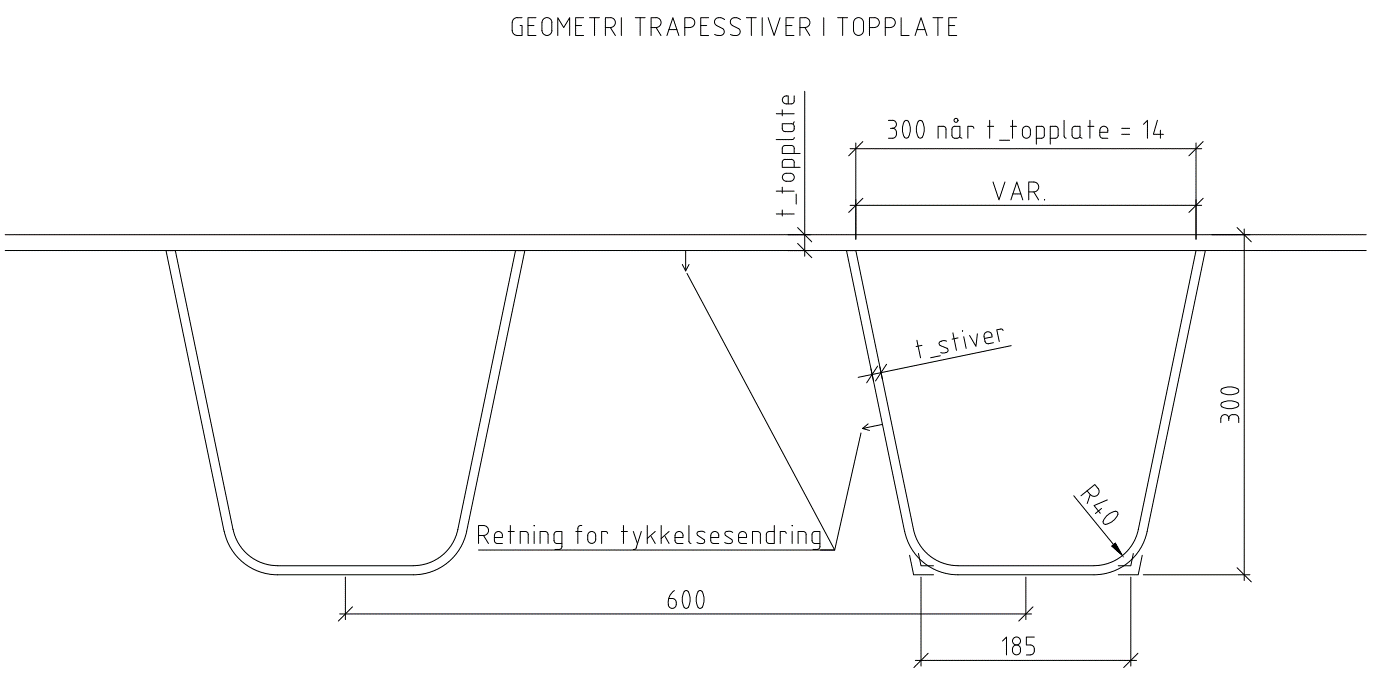 GEOMETRI TRAPESSTIVER I TOPPLATE
t_topplate
300 når t_topplate = 14
VAR.
t_stiver
300
R40
Retning for tykkelsesendring
600
185